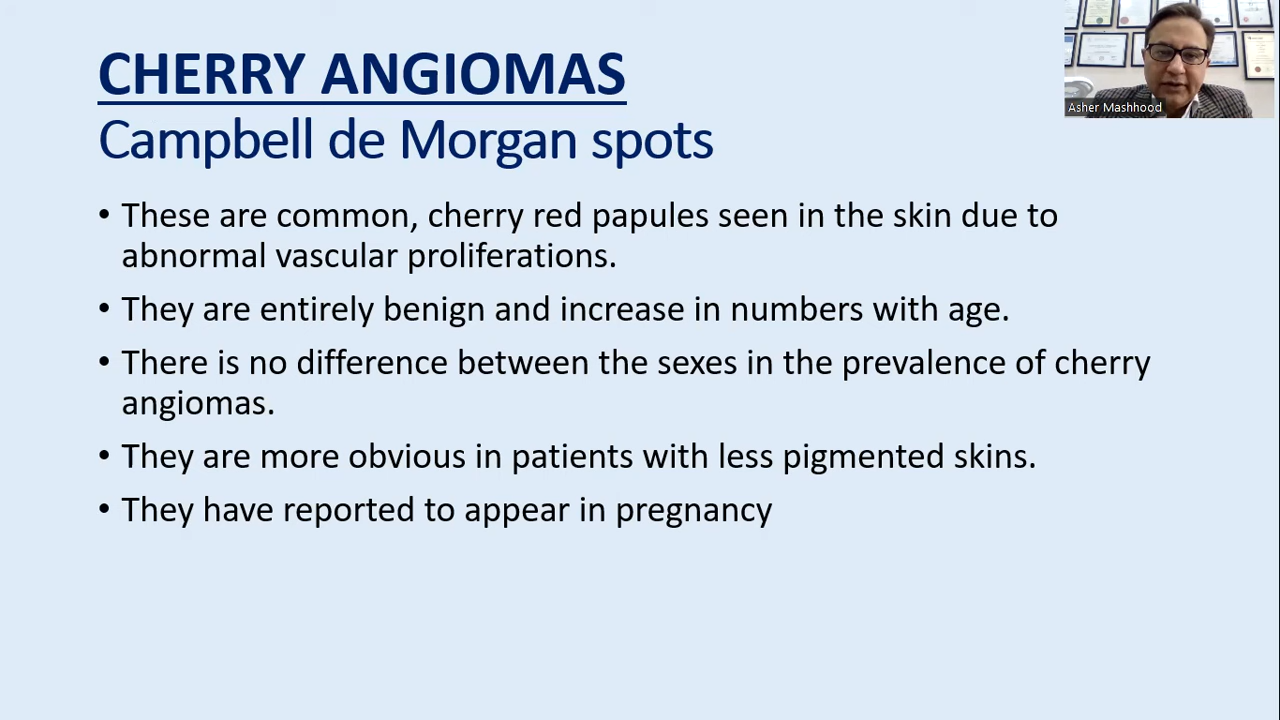 CHERRY ANGIOMAS
Campbell de Morgan spots
Asher Mashhood
• These are common, cherry red papules seen in the skin due to
abnormal vascular proliferations.
• They are entirely benign and increase in numbers with age.
• There is no difference between the sexes in the prevalence of cherry
angiomas.
• They are more obvious in patients with less pigmented skins.
• They have reported to appear in pregnancy